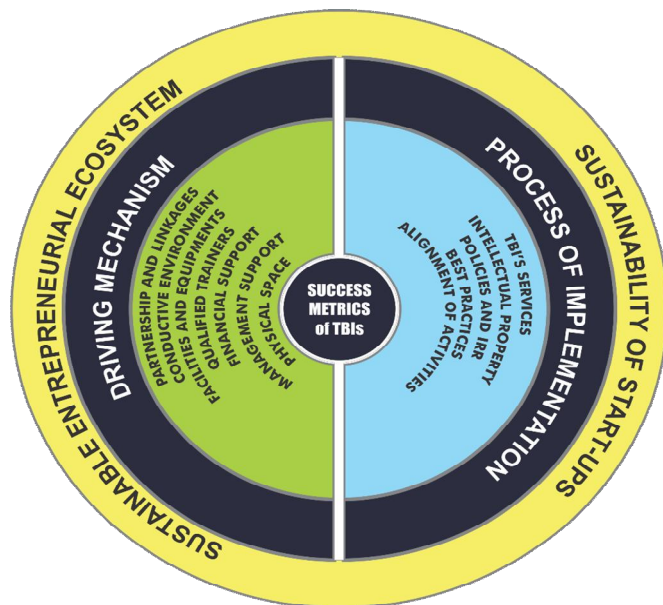 SUSTAINABLE ENTREPRENEURIAL ECOSYSTEM
DRIVING MECHANISM
PARTNERSHIP AND LINKAGES
CONDUCTIVE ENVIRONMENT
FACILITIES AND EQUIPMENTS
QUALIFIED TRAINERS
FINANCIAL SUPPORT
MANAGEMENT SUPPORT
PHYSICAL SPACE
SUCCESS
METRICS
of TBIs
TBI'S SERVICES
INTELLECTUAL PROPERTY
POLICIES AND IRR
BEST PRACTICES
ALIGNMENT OF ACTIVITIES
PROCESS OF IMPLEMENTATION
SUSTAINABILITY OF START-UPS